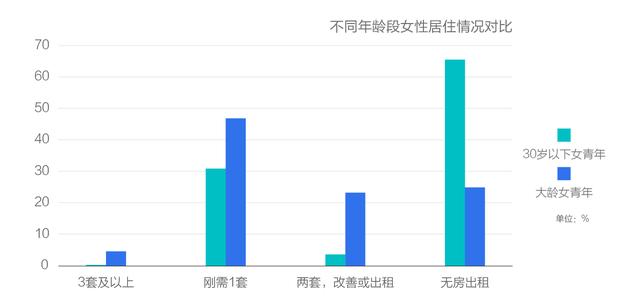 不同年龄段女性居住情况对比
70
60
50
40
30
20
10
0
3套及以上
刚需1套
两套，改善或出租
无房出租
30岁以下女青年
大龄女青年
单位：%